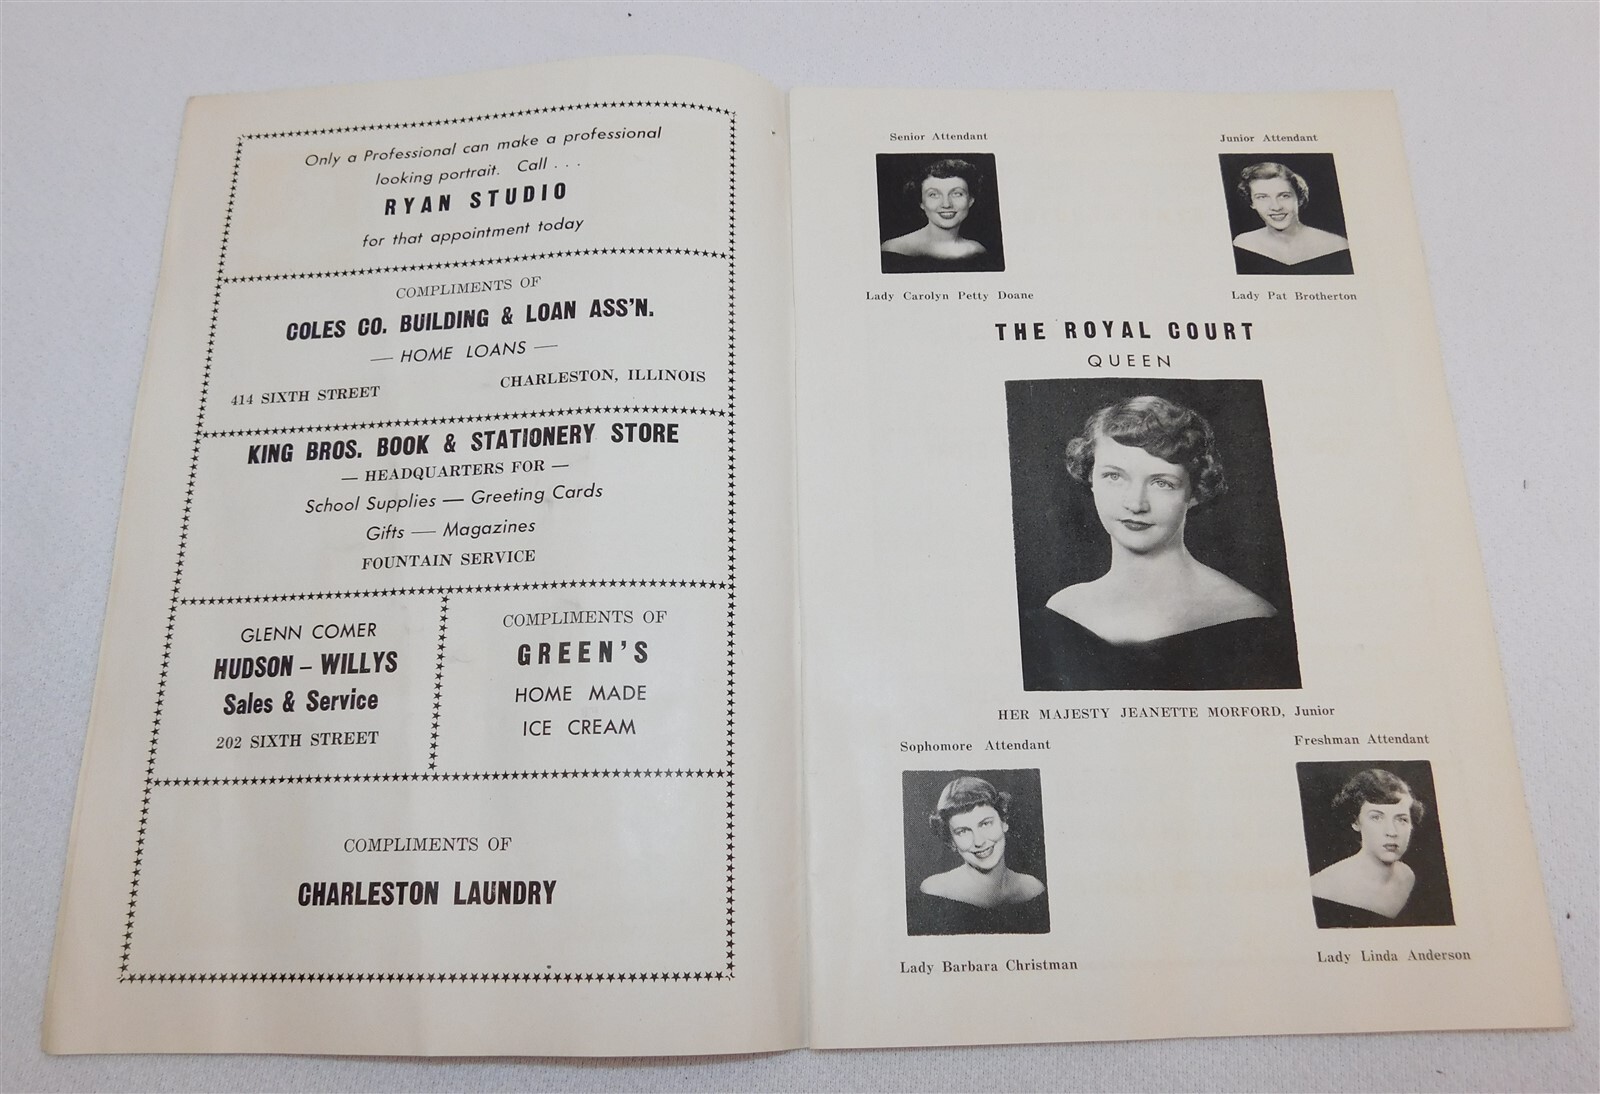 Only a Professional can make a professional
looking portrait. Call . . .
RYAN STUDIO
for that appointment today
COMPLIMENTS OF
COLES CO. BUILDING & LOAN ASS'N.
— HOME LOANS —
414 SIXTH STREET CHARLESTON, ILLINOIS
KING BROS. BOOK & STATIONERY STORE
— HEADQUARTERS FOR —
School Supplies — Greeting Cards
Gifts — Magazines
FOUNTAIN SERVICE
GLENN COMER
HUDSON – WILLYS
Sales & Service
202 SIXTH STREET
COMPLIMENTS OF
GREEN'S
HOME MADE
ICE CREAM
COMPLIMENTS OF
CHARLESTON LAUNDRY
Senior Attendant
Lady Carolyn Petty Doane
Junior Attendant
Lady Pat Brotherton
THE ROYAL COURT
QUEEN
HER MAJESTY JEANETTE MORFORD, Junior
Sophomore Attendant
Lady Barbara Christman
Freshman Attendant
Lady Linda Anderson